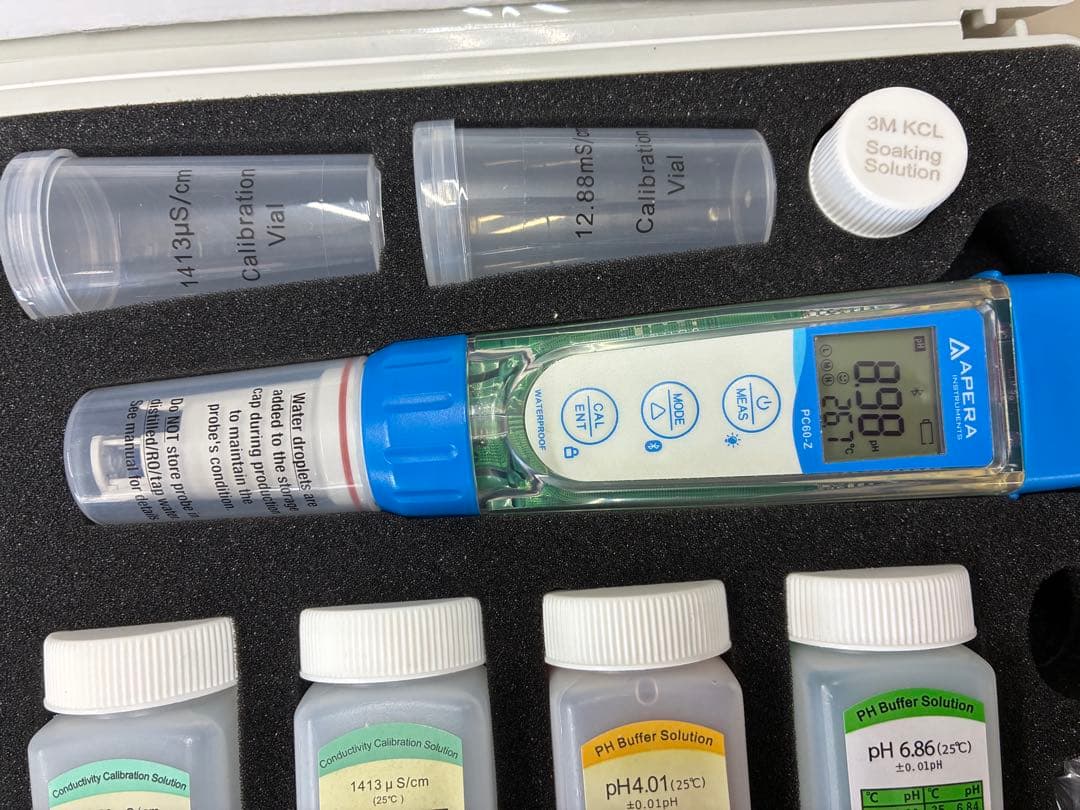 1413µS/cm
Calibration
Vial
12.88mS/c
Calibration
Vial
3M KCL
Soaking
Solution
Water droplets are
added to the storage
cap during production
to maintain the
probe's condition.
Do NOT store probe in
distilled/RO/tap water
See manual for details
WATERPROOF
CAL
ENT
MODE
MEAS
PC60-Z
pH
8.98 pH
26.7 °C
L M H
APERA
INSTRUMENTS
Conductivity Calibration Solution
S/cm
Conductivity Calibration Solution
1413 µ S/cm
(25℃)
PH Buffer Solution
pH4.01(25℃)
±0.01pH
PH Buffer Solution
pH 6.86(25℃)
±0.01pH
℃ pH ℃ pH
25 6.84